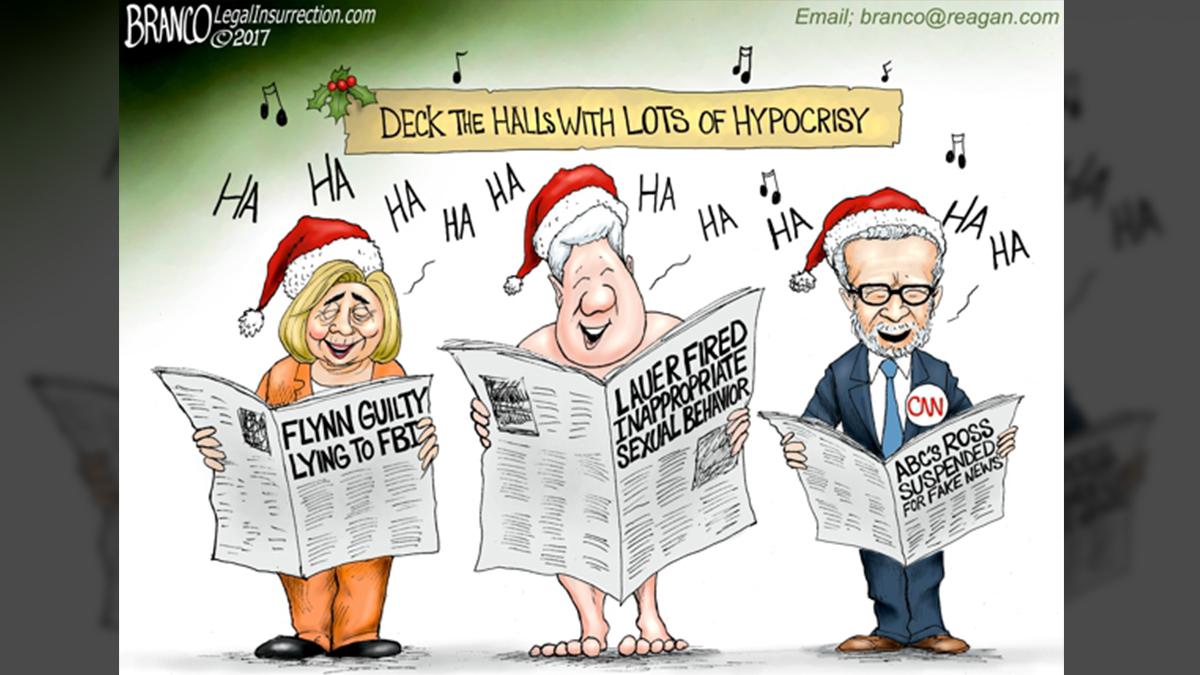 BRANCO LegalInsurrection.com
©2017
Email; branco@reagan.com
DECK THE HALLS WITH LOTS OF HYPOCRISY
HA HA HA HA HA HA HA HA HA HA
FLYNN GUILTY
LYING TO FBI
LAUER FIRED
INAPPROPRIATE
SEXUAL BEHAVIOR
CNN
ABC'S ROSS
SUSPENDED
FOR FAKE NEWS